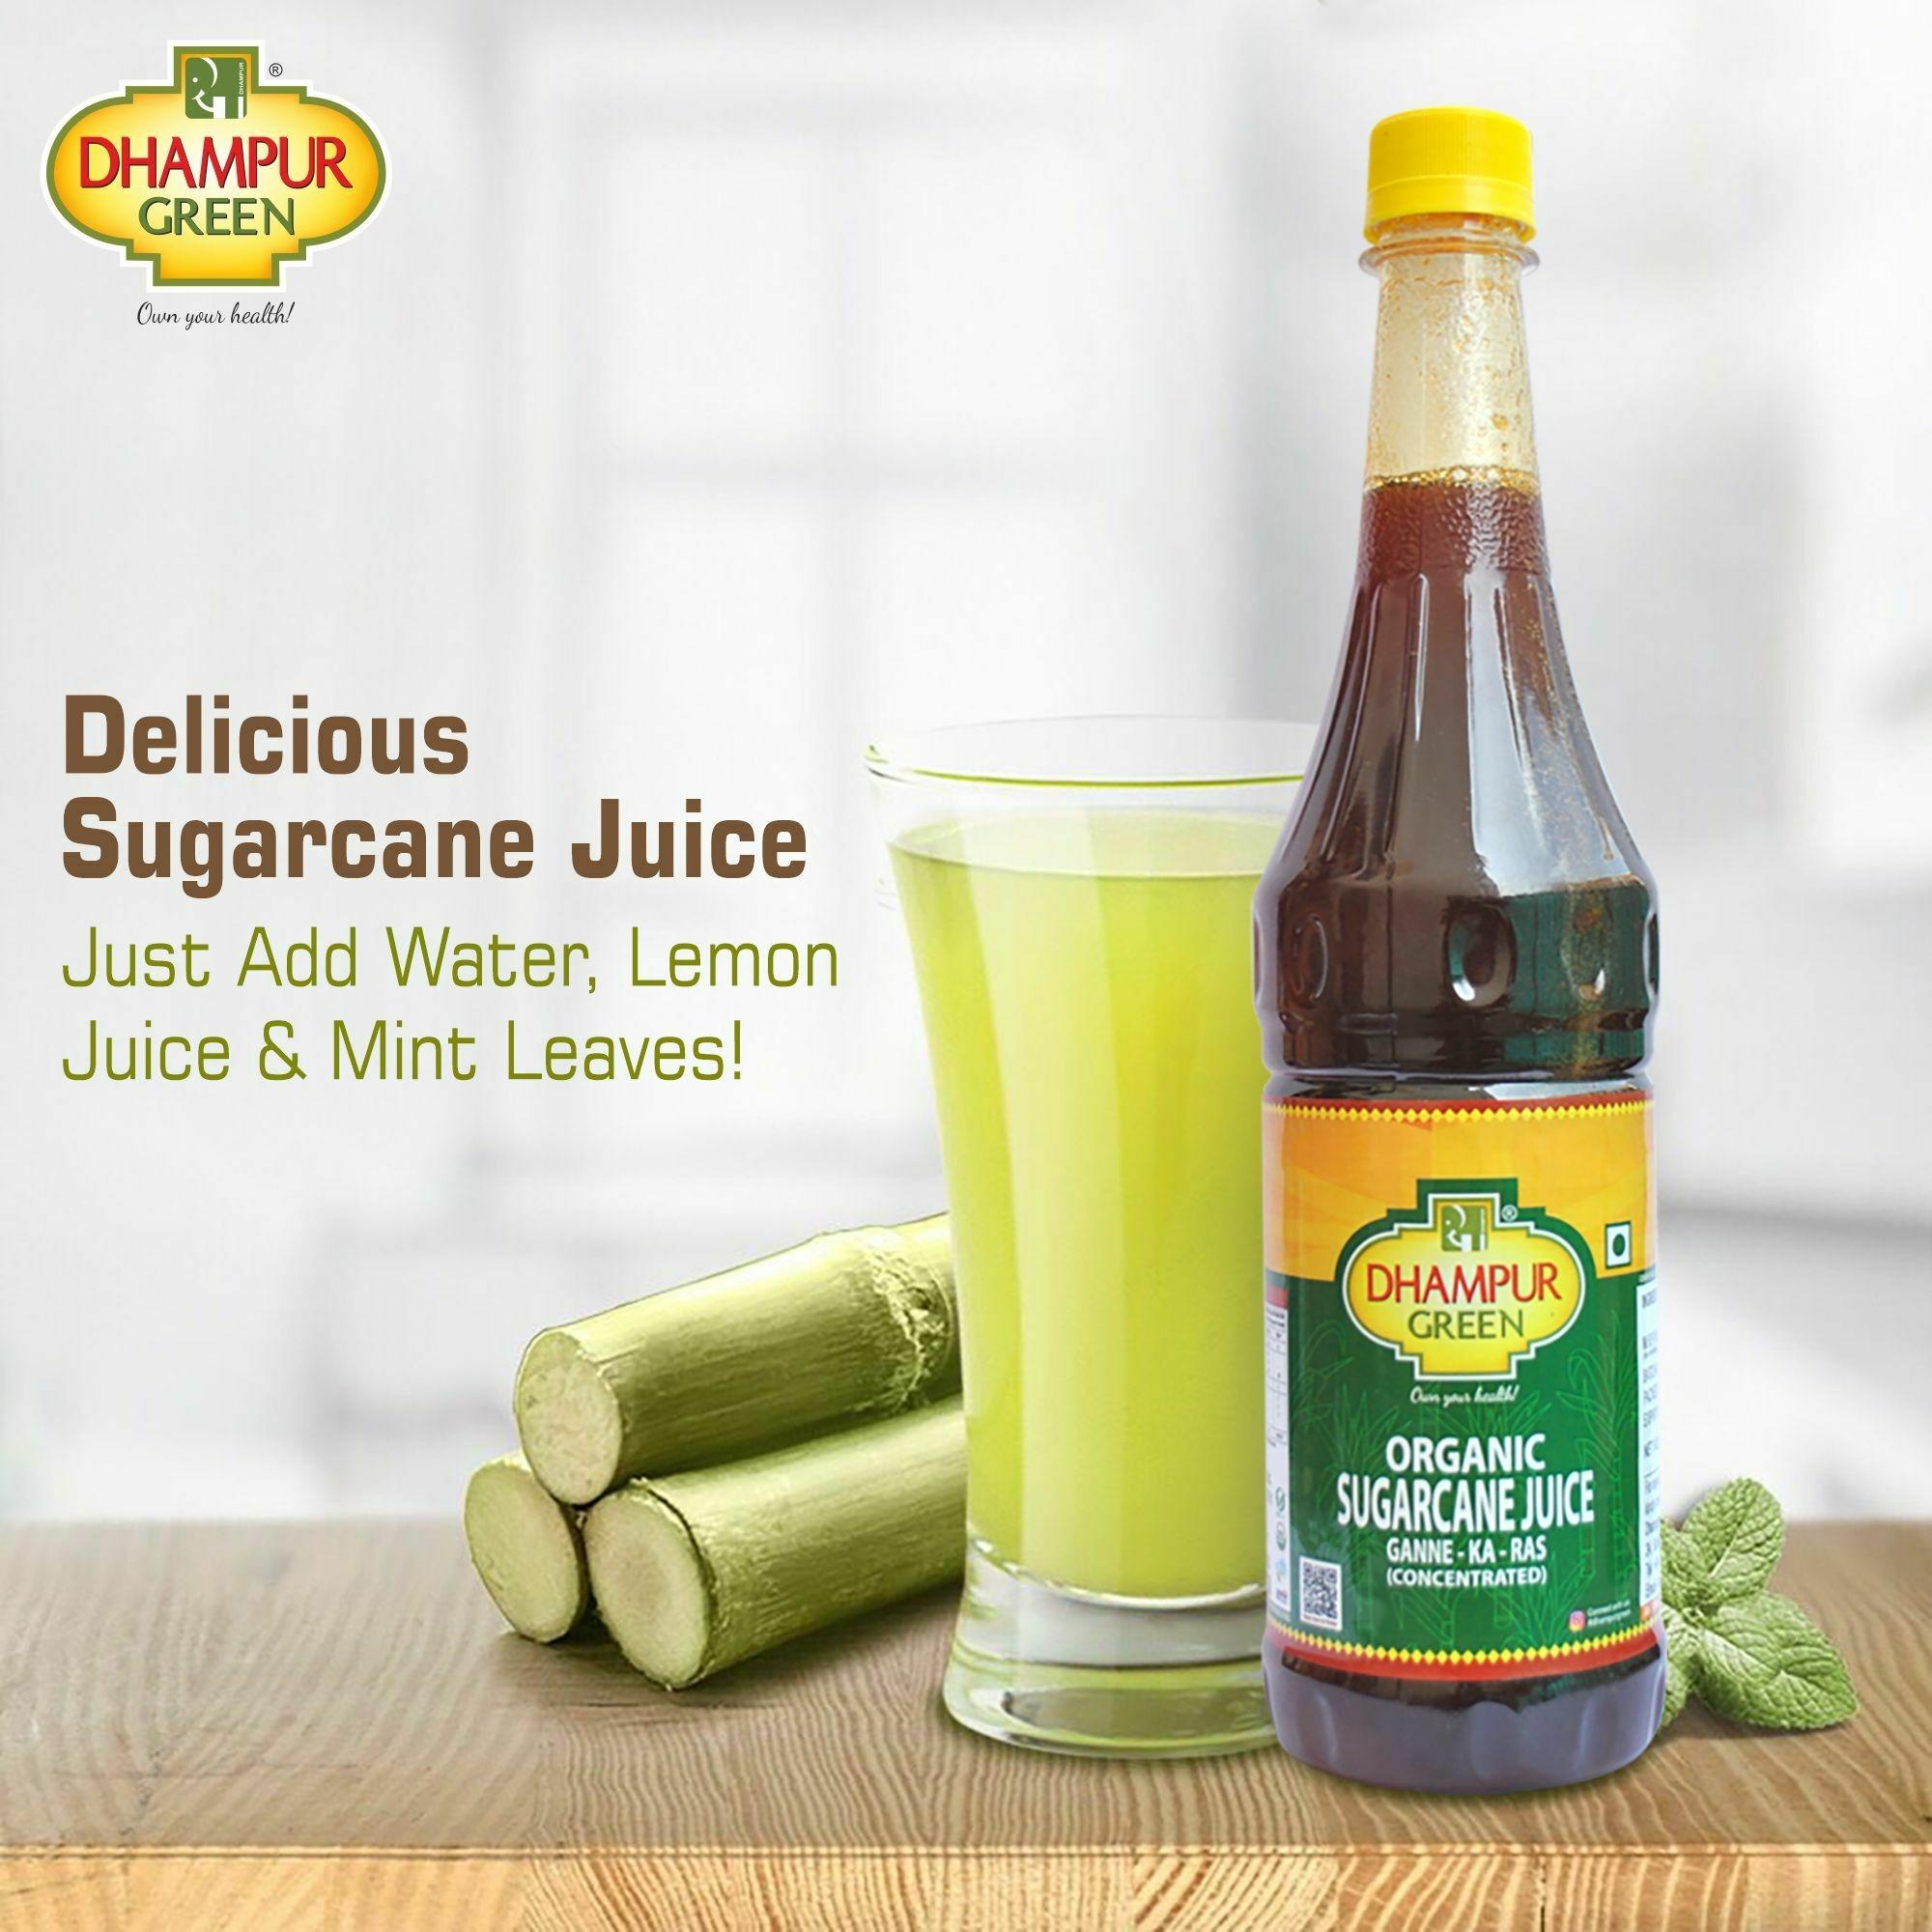 DHAMPUR
®
DHAMPUR
GREEN
Own your health!
Delicious
Sugarcane Juice
Just Add Water, Lemon
Juice & Mint Leaves!
®
DHAMPUR
GREEN
Own your health!
ORGANIC
SUGARCANE JUICE
GANNE - KA - RAS
(CONCENTRATED)